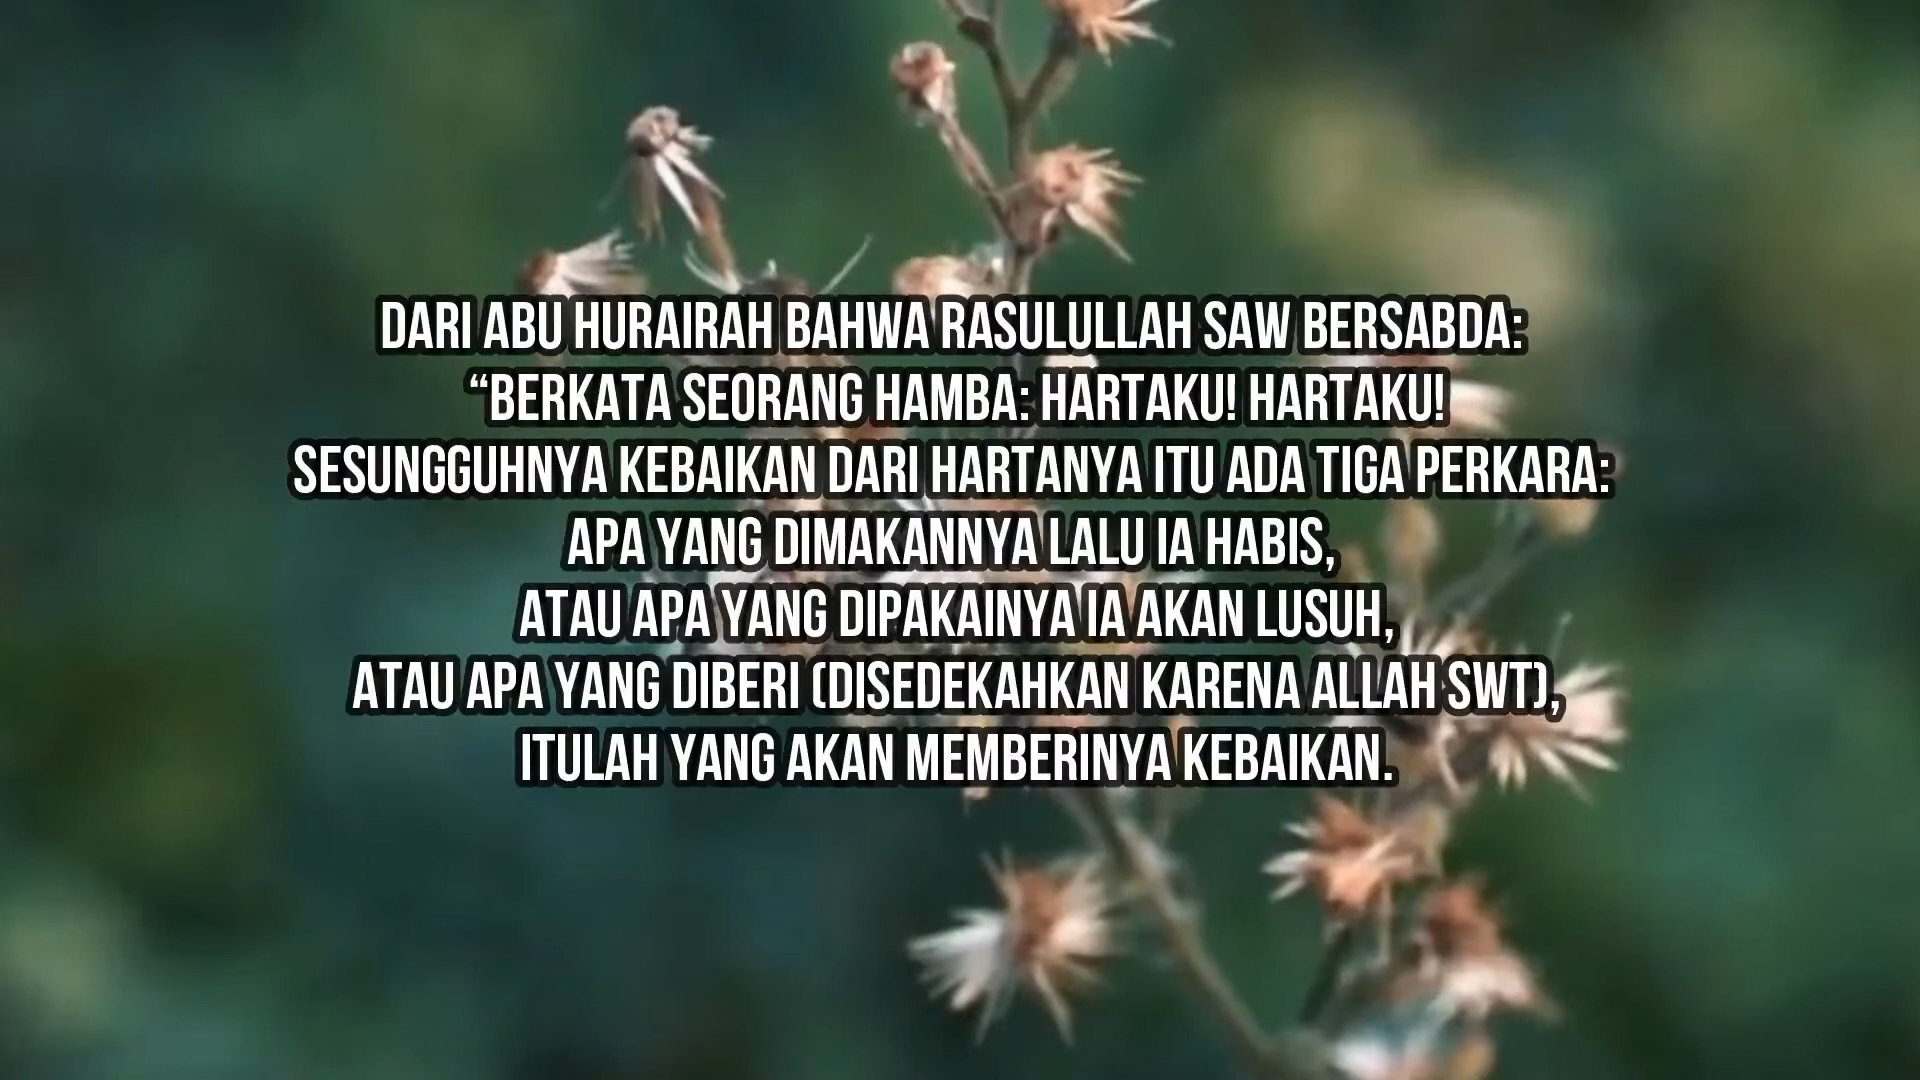 DARI ABU HURAIRAH BAHWA RASULULLAH SAW BERSABDA:
“BERKATA SEORANG HAMBA: HARTAKU! HARTAKU!
SESUNGGUHNYA KEBAIKAN DARI HARTANYA ITU ADA TIGA PERKARA:
APA YANG DIMAKANNYA LALU IA HABIS,
ATAU APA YANG DIPAKAINYA IA AKAN LUSUH,
ATAU APA YANG DIBERI (DISEDEKAHKAN KARENA ALLAH SWT),
ITULAH YANG AKAN MEMBERINYA KEBAIKAN.